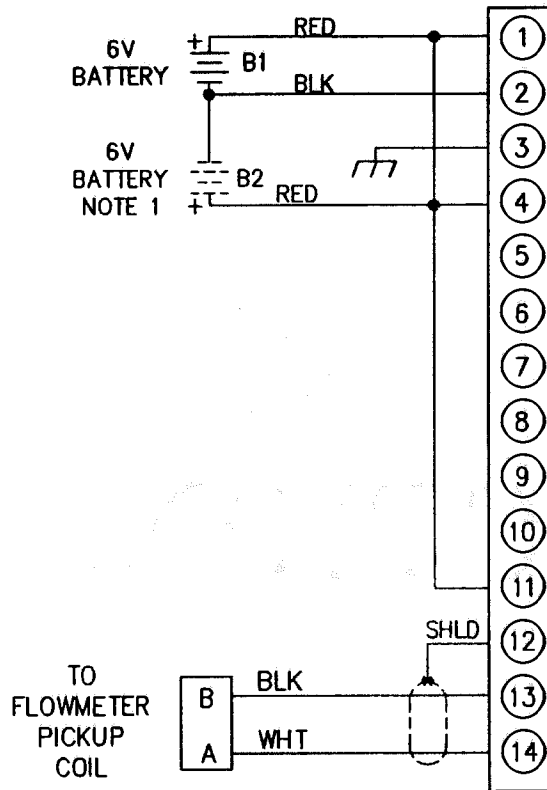 RED
1
+
6V
BATTERY
B1
BLK
2
3
6V
BATTERY
NOTE 1
B2
+
RED
4
5
6
7
8
9
10
11
SHLD
12
TO
FLOWMETER
PICKUP
COIL
B
BLK
13
A
WHT
14